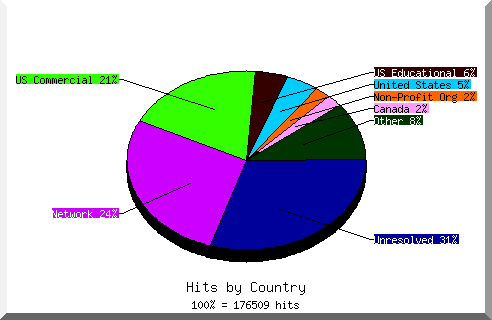 US Commercial 21%
US Educational 6%
United States 5%
Non-Profit Org 2%
Canada 2%
Other 8%
Network 24%
Unresolved 31%
Hits by Country
100% = 176509 hits